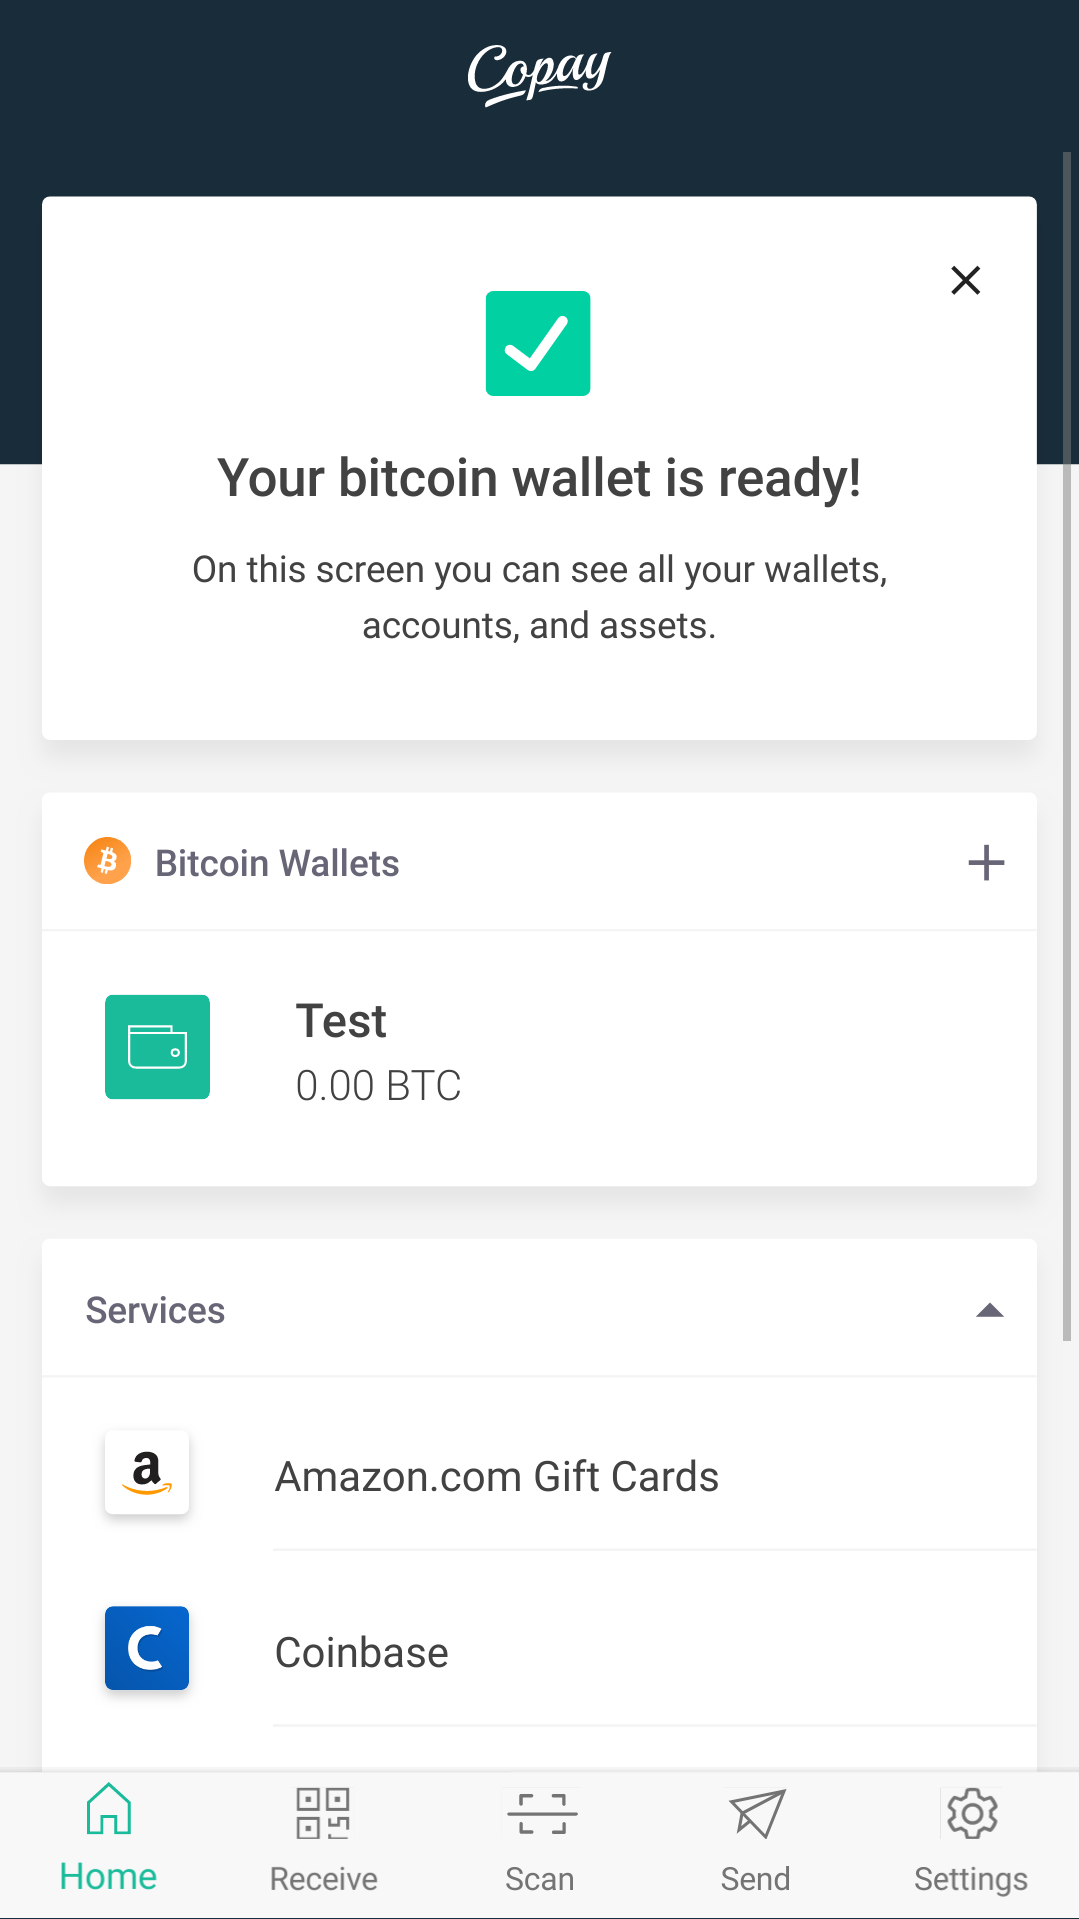 Copay
Your bitcoin wallet is ready!
On this screen you can see all your wallets,
accounts, and assets.
Bitcoin Wallets
Test
0.00 BTC
Services
Amazon.com Gift Cards
Coinbase
Home
Receive
Scan
Send
Settings